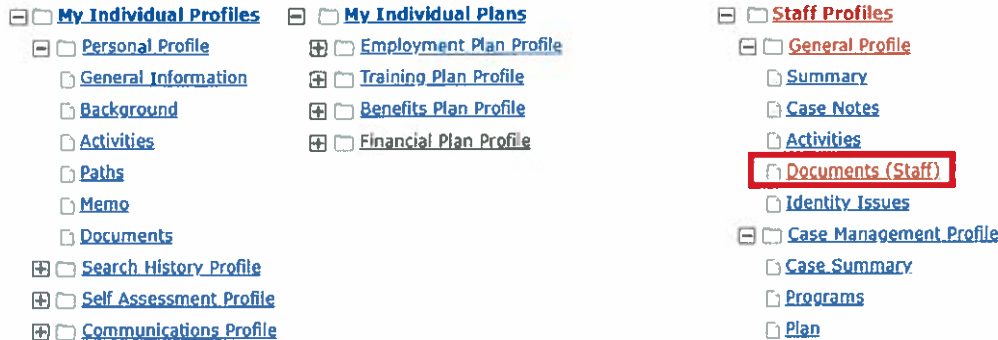 My Individual Profiles
Personal Profile
General Information
Background
Activities
Paths
Memo
Documents
Search History Profile
Self Assessment Profile
Communications Profile
My Individual Plans
Employment Plan Profile
Training Plan Profile
Benefits Plan Profile
Financial Plan Profile
Staff Profiles
General Profile
Summary
Case Notes
Activities
Documents (Staff)
Identity Issues
Case Management Profile
Case Summary
Programs
Plan